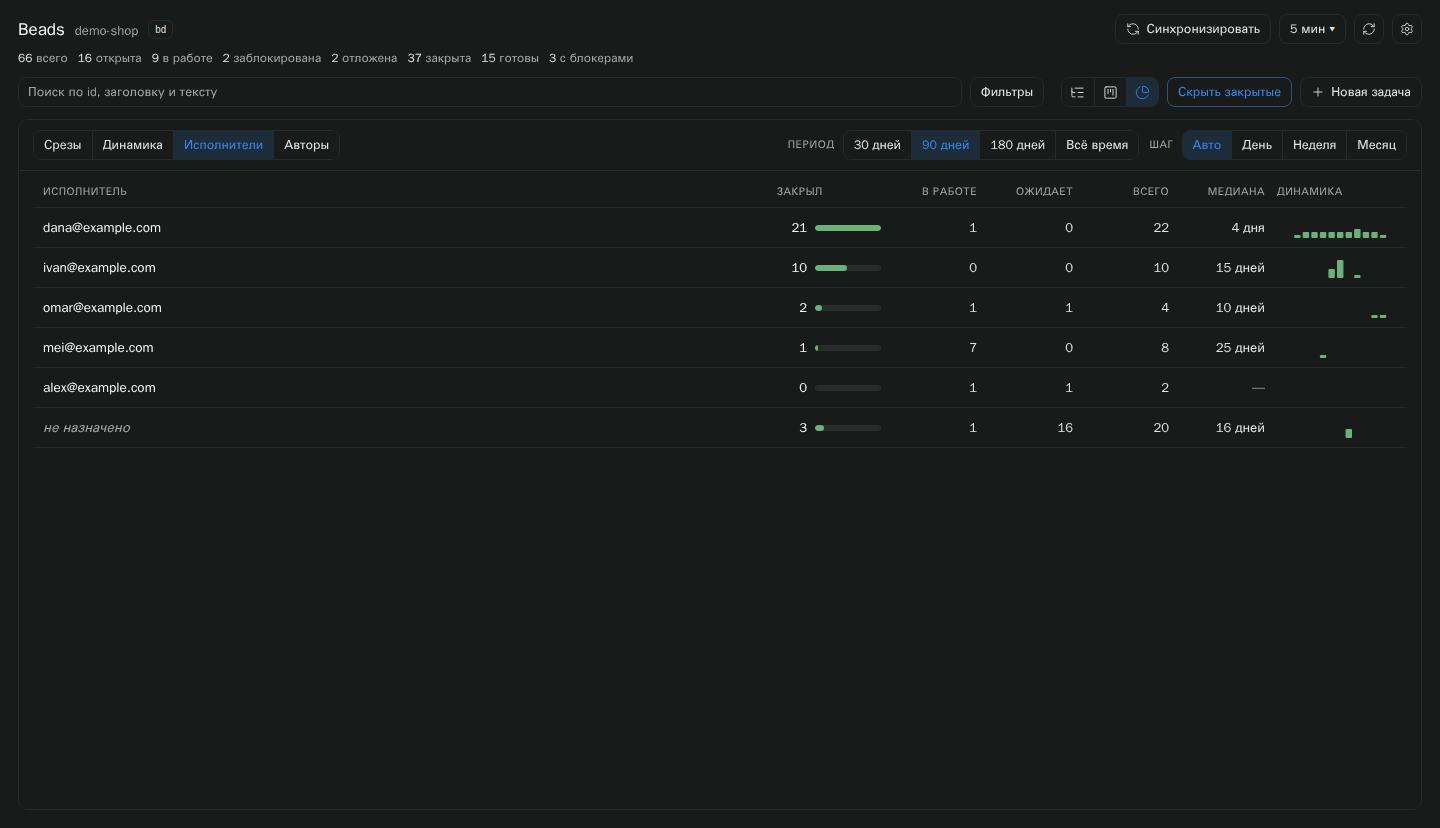 Beads demo-shop bd Синхронизировать 5 мин
66 всего 16 открыта 9 в работе 2 заблокирована 2 отложена 37 закрыта 15 готовы 3 с блокерами
Поиск по id, заголовку и тексту Фильтры Скрыть закрытые + Новая задача
Срезы Динамика Исполнители Авторы ПЕРИОД 30 дней 90 дней 180 дней Всё время ШАГ Авто День Неделя Месяц
ИСПОЛНИТЕЛЬ ЗАКРЫЛ В РАБОТЕ ОЖИДАЕТ ВСЕГО МЕДИАНА ДИНАМИКА
dana@example.com 21 1 0 22 4 дня
ivan@example.com 10 0 0 10 15 дней
omar@example.com 2 1 1 4 10 дней
mei@example.com 1 7 0 8 25 дней
alex@example.com 0 1 1 2 —
не назначено 3 1 16 20 16 дней